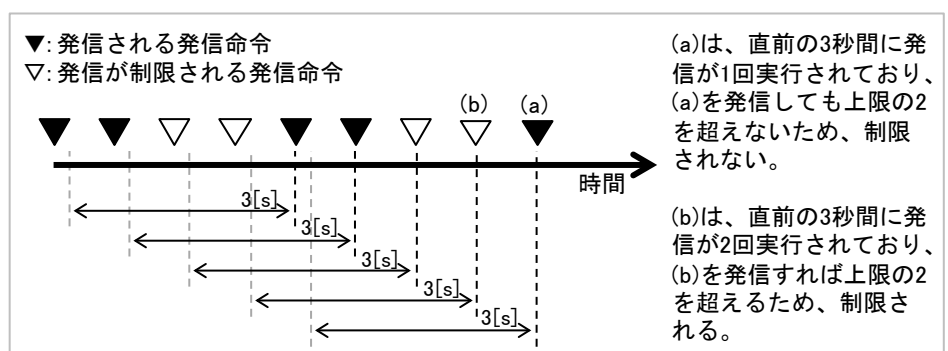 ▼: 発信される発信命令
▽: 発信が制限される発信命令
(b) (a)
時間
3[s]
3[s]
3[s]
3[s]
3[s]
(a)は、直前の3秒間に発
信が1回実行されており、
(a)を発信しても上限の2
を超えないため、制限
されない。
(b)は、直前の3秒間に発
信が2回実行されており、
(b)を発信すれば上限の2
を超えるため、制限さ
れる。